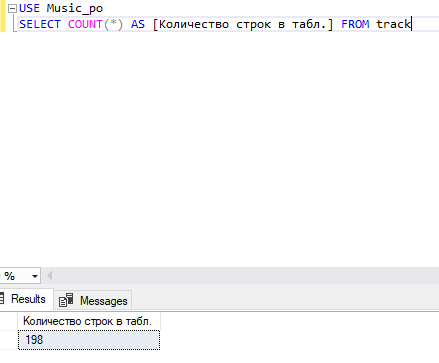 USE Music_po
SELECT COUNT(*) AS [Количество строк в табл.] FROM track
%
Results
Messages
Количество строк в табл.
198